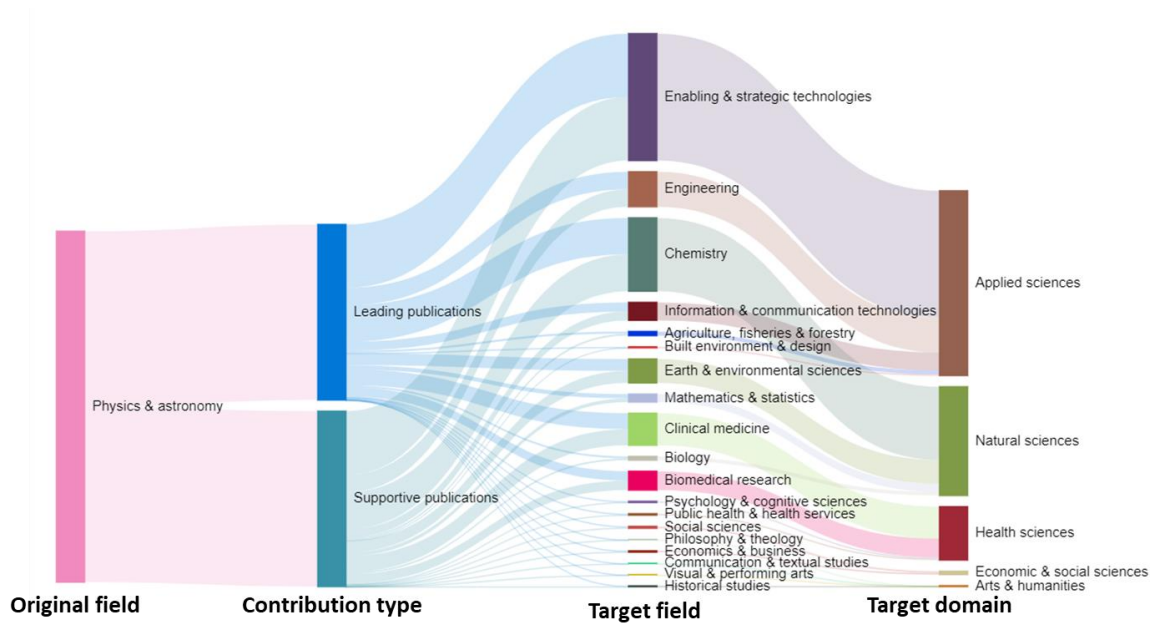 Enabling & strategic technologies
Engineering
Applied sciences
Chemistry
Leading publications
Information & conmmunication technologies
Agriculture, fisheries & forestry
Built environment & design
Earth & environmental sciences
Physics & astronomy
Mathematics & statistics
Clinical medicine
Natural sciences
Biology
Biomedical research
Supportive publications
Psychology & cognitive sciences
Public health & health services
Social sciences
Health sciences
Philosophy & theology
Economics & business
Communication & textual studies
Visual & performing arts
Economic & social sciences
Historical studies
Arts & humanities
Original field
Contribution type
Target field
Target domain